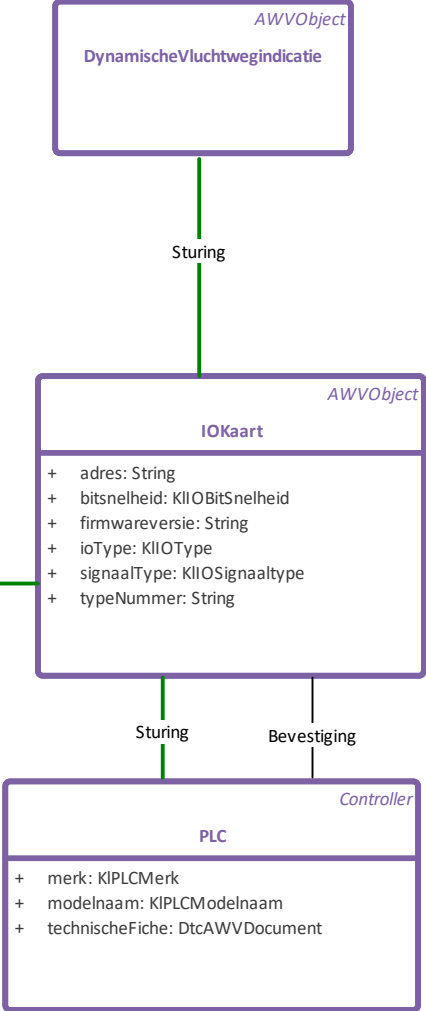 AWVObject
DynamischeVluchtwegindicatie
Sturing
AWVObject
IOKaart
+ adres: String
+ bitsnelheid: KlIOBitSnelheid
+ firmwareversie: String
+ ioType: KlIOType
+ signaalType: KlIOSignaaltype
+ typeNummer: String
Sturing
Bevestiging
Controller
PLC
+ merk: KlPLCMerk
+ modelnaam: KlPLCModelnaam
+ technischeFiche: DtcAWVDocument